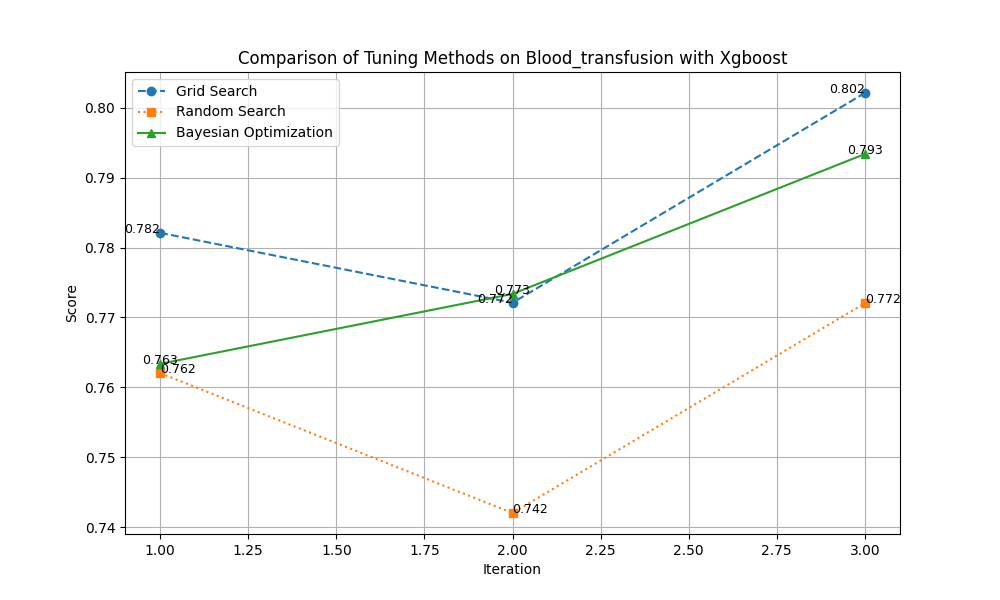 Comparison of Tuning Methods on Blood_transfusion with Xgboost
Grid Search
Random Search
Bayesian Optimization
Score
0.80
0.79
0.78
0.77
0.76
0.75
0.74
0.802
0.793
0.782
0.773
0.772
0.772
0.763
0.762
0.742
1.00 1.25 1.50 1.75 2.00 2.25 2.50 2.75 3.00
Iteration